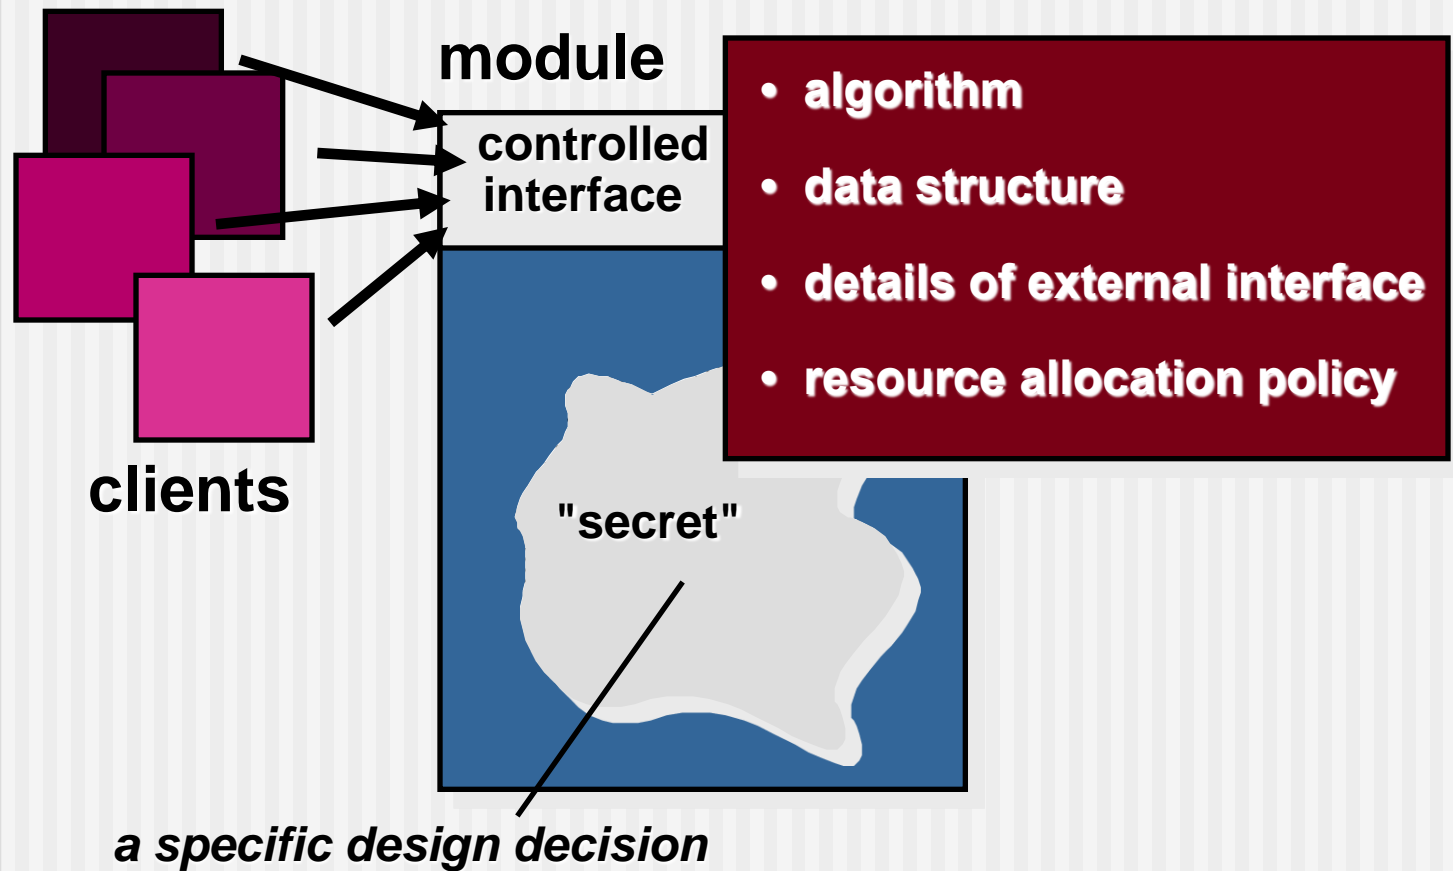 module
controlled
interface
• algorithm
• data structure
• details of external interface
• resource allocation policy
clients
"secret"
a specific design decision